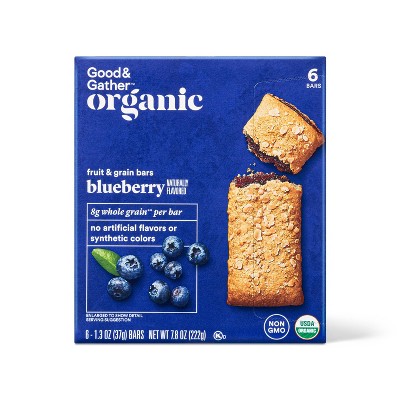 Good&
Gather™
organic
6
BARS
fruit & grain bars
blueberry NATURALLY FLAVORED
8g whole grain** per bar
no artificial flavors or
synthetic colors
ENLARGED TO SHOW DETAIL
SERVING SUGGESTION
6 - 1.3 OZ (37g) BARS NET WT 7.8 OZ (222g)
K D
NON
GMO
USDA
ORGANIC